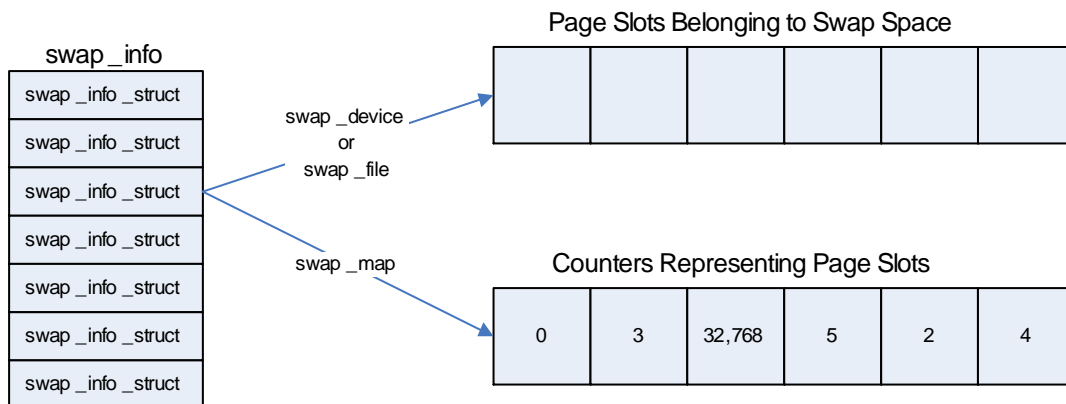 swap _info
swap _info _struct
swap _info _struct
swap _info _struct
swap _info _struct
swap _info _struct
swap _info _struct
swap _info _struct
swap _device
or
swap _file
swap _map
Page Slots Belonging to Swap Space
Counters Representing Page Slots
0 3 32,768 5 2 4